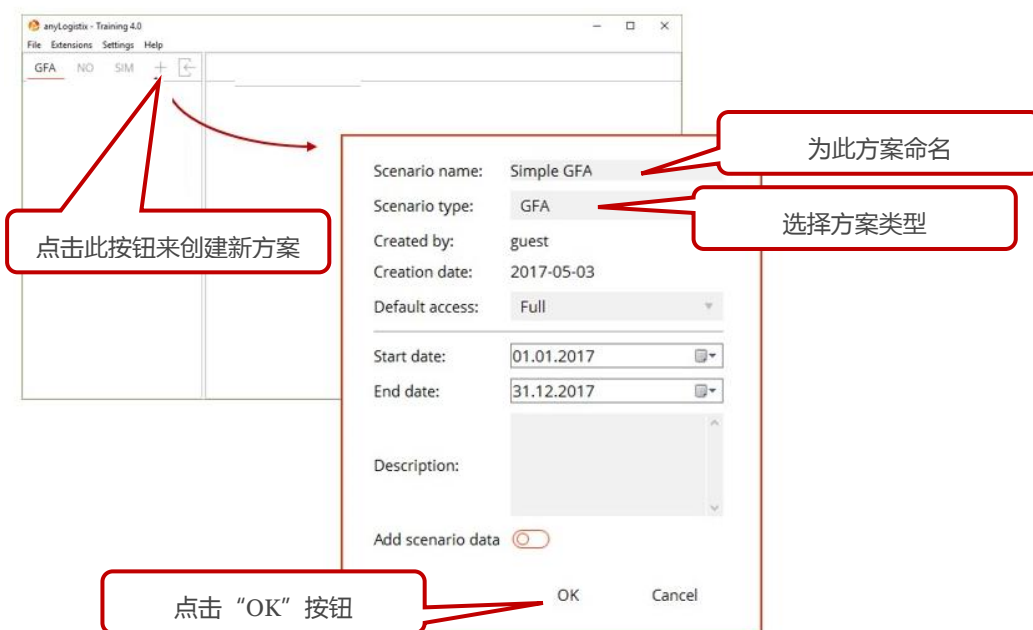 anyLogistix - Training 4.0
File Extensions Settings Help
GFA NO SIM
为此方案命名
Scenario name: Simple GFA
Scenario type: GFA
选择方案类型
点击此按钮来创建新方案
Created by: guest
Creation date: 2017-05-03
Default access: Full
Start date: 01.01.2017
End date: 31.12.2017
Description:
Add scenario data
点击“OK”按钮
OK Cancel